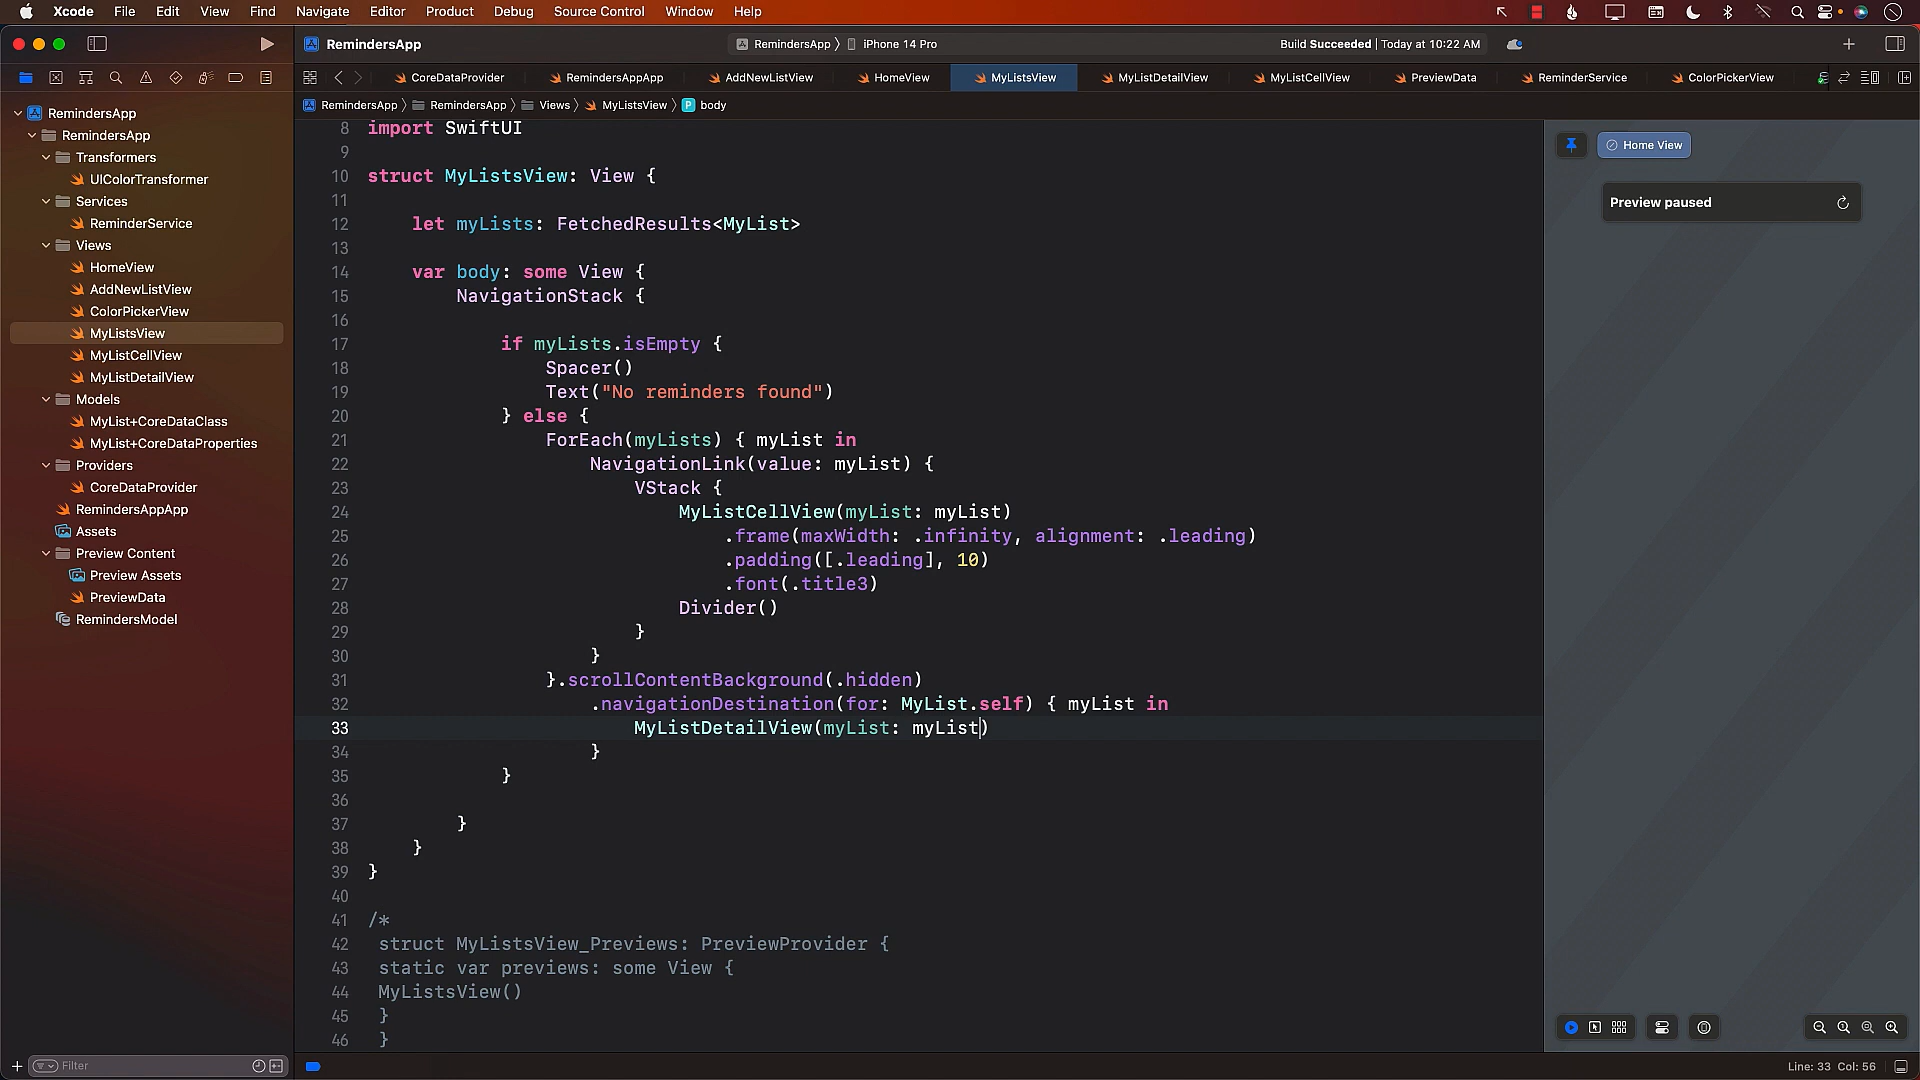 Xcode File Edit View Find Navigate Editor Product Debug Source Control Window Help
RemindersApp
RemindersApp iPhone 14 Pro
Build Succeeded | Today at 10:22 AM
CoreDataProvider RemindersAppApp AddNewListView HomeView MyListsView MyListDetailView MyListCellView PreviewData ReminderService ColorPickerView
RemindersApp RemindersApp Views MyListsView P body
RemindersApp
RemindersApp
Transformers
UIColorTransformer
Services
ReminderService
Views
HomeView
AddNewListView
ColorPickerView
MyListsView
MyListCellView
MyListDetailView
Models
MyList+CoreDataClass
MyList+CoreDataProperties
Providers
CoreDataProvider
RemindersAppApp
Assets
Preview Content
Preview Assets
PreviewData
RemindersModel
Filter
8 import SwiftUI
9
10 struct MyListsView: View {
11
12 let myLists: FetchedResults<MyList>
13
14 var body: some View {
15 NavigationStack {
16
17 if myLists.isEmpty {
18 Spacer()
19 Text("No reminders found")
20 } else {
21 ForEach(myLists) { myList in
22 NavigationLink(value: myList) {
23 VStack {
24 MyListCellView(myList: myList)
25 .frame(maxWidth: .infinity, alignment: .leading)
26 .padding([.leading], 10)
27 .font(.title3)
28 Divider()
29 }
30 }
31 }.scrollContentBackground(.hidden)
32 .navigationDestination(for: MyList.self) { myList in
33 MyListDetailView(myList: myList)
34 }
35 }
36
37 }
38 }
39 }
40
41 /*
42 struct MyListsView_Previews: PreviewProvider {
43 static var previews: some View {
44 MyListsView()
45 }
46 }
Home View
Preview paused
Line: 33 Col: 56